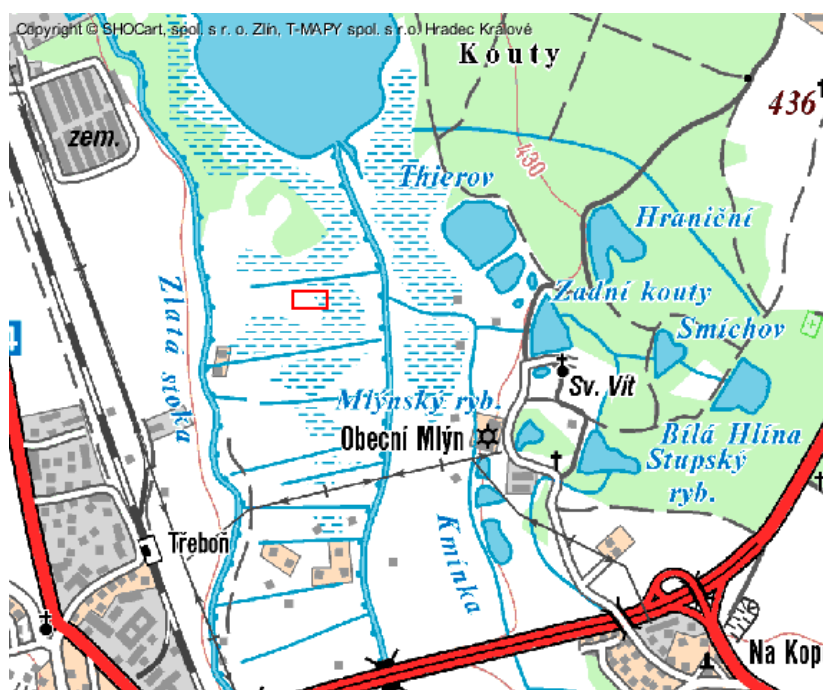 Copyright © SHOCart, spol. s r. o. Zlín, T-MAPY spol. s r.o. Hradec Králové
Kouty
436
zem.
430
Thierov
Hraniční
Zlatá stoka
Zadní kouty
Smíchov
4
Sv. Vít
Mlýnský ryb.
Obecní Mlýn
Bílá Hlína
Stupský
ryb.
Třeboň
Kmínka
Na Kop